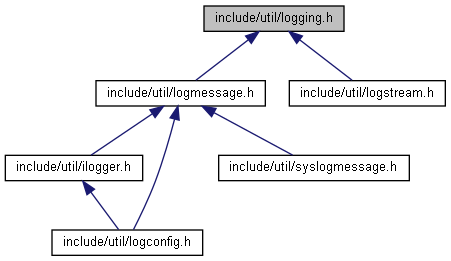 include/util/logging.h
include/util/logmessage.h
include/util/logstream.h
include/util/ilogger.h
include/util/syslogmessage.h
include/util/logconfig.h